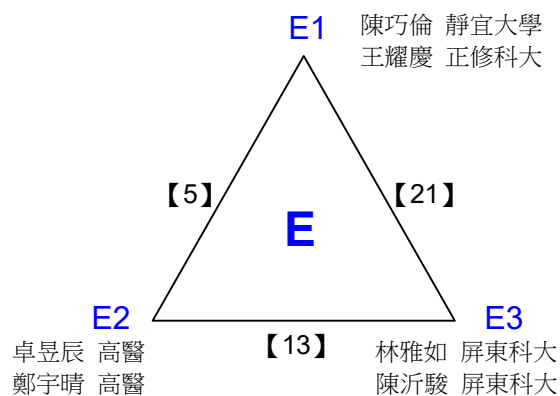 E1
陳巧倫 靜宜大學
王耀慶 正修科大
【5】
【21】
E
E2
卓昱辰 高醫
鄭宇晴 高醫
【13】
E3
林雅如 屏東科大
陳沂駿 屏東科大